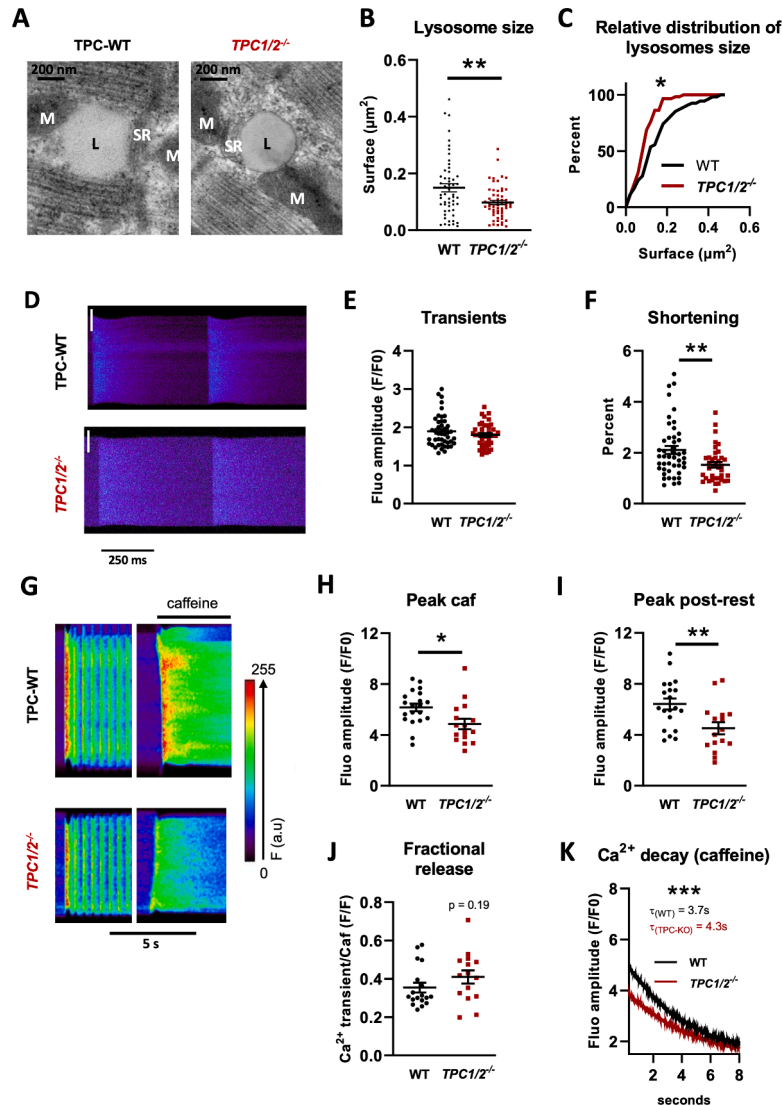 A
TPC-WT
TPC1/2-/-
200 nm
200 nm
M
L
SR
M
SR
L
M
M
B
Lysosome size
**
Surface (µm2)
0.6
0.4
0.2
0.0
WT
TPC1/2-/-
C
Relative distribution of
lysosomes size
*
Percent
100
50
0
WT
TPC1/2-/-
0.0
0.2
0.4
0.6
Surface (µm2)
D
TPC-WT
TPC1/2-/-
250 ms
E
Transients
Fluo amplitude (F/F0)
4
3
2
1
0
WT
TPC1/2-/-
F
Shortening
**
Percent
6
4
2
0
WT
TPC1/2-/-
G
caffeine
TPC-WT
TPC1/2-/-
255
F (a.u)
0
5 s
H
Peak caf
*
Fluo amplitude (F/F0)
12
8
4
0
WT
TPC1/2-/-
I
Peak post-rest
**
Fluo amplitude (F/F0)
12
8
4
0
WT
TPC1/2-/-
J
Fractional
release
p = 0.19
Ca2+ transient/Caf (F/F)
0.8
0.6
0.4
0.2
0.0
WT
TPC1/2-/-
K
Ca2+ decay (caffeine)
***
τ(WT) = 3.7s
τ(TPC-KO) = 4.3s
WT
TPC1/2-/-
Fluo amplitude (F/F0)
8
6
4
2
0
2
4
6
8
seconds